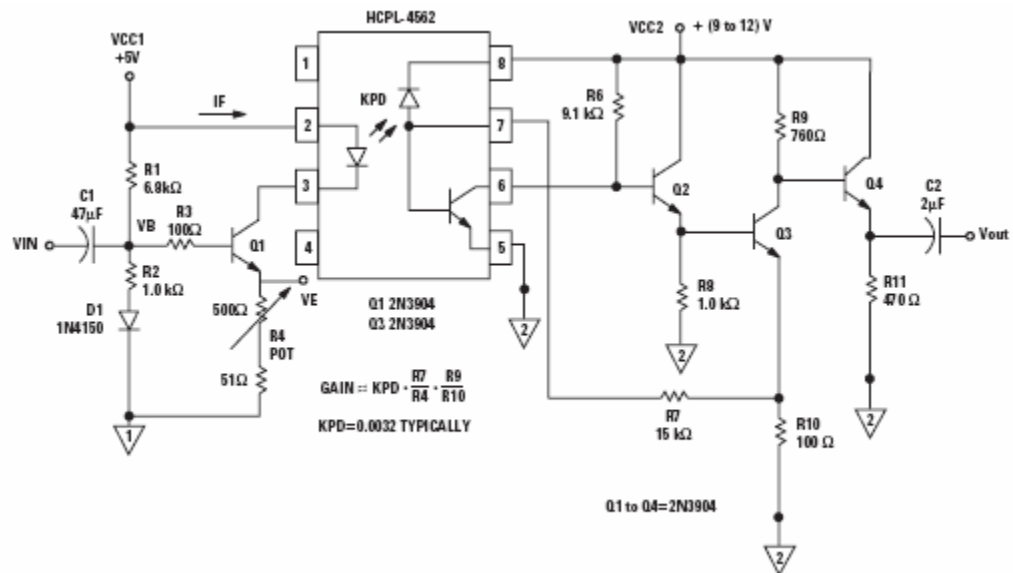 HCPL-4562
VCC1
+5V
VCC2
+ (9 to 12) V
1
8
IF
KPD
R6
9.1 kΩ
R9
760Ω
2
7
R1
6.8kΩ
3
6
Q2
Q4
C2
2µF
C1
47µF
VB
R3
100Ω
VIN
Q1
Q3
Vout
4
5
R2
1.0 kΩ
VE
R8
1.0 kΩ
R11
470 Ω
D1
1N4150
500Ω
R4
POT
Q1 2N3904
Q3 2N3904
2
51Ω
GAIN = KPD · R7/R4 · R9/R10
2
KPD=0.0032 TYPICALLY
R7
15 kΩ
R10
100 Ω
2
1
Q1 to Q4=2N3904
2